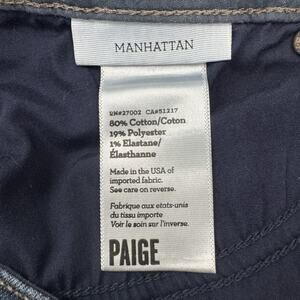 MANHATTAN
RN#27002 CA#51217
80% Cotton/Coton
19% Polyester
1% Elastane/
Élasthanne
Made in the USA of
imported fabric.
See care on reverse.
Fabrique aux etats-unis
du tissu importe
Voir le soin sur l'inverse.
PAIGE